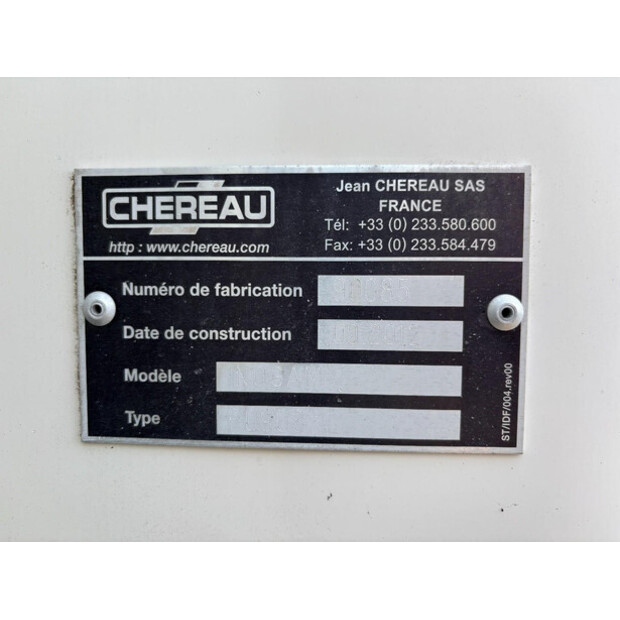 CHEREAU
http : www.chereau.com
Jean CHEREAU SAS
FRANCE
Tél: +33 (0) 233.580.600
Fax: +33 (0) 233.584.479
Numéro de fabrication
Date de construction
Modèle
Type
ST/IDF/004.rev00